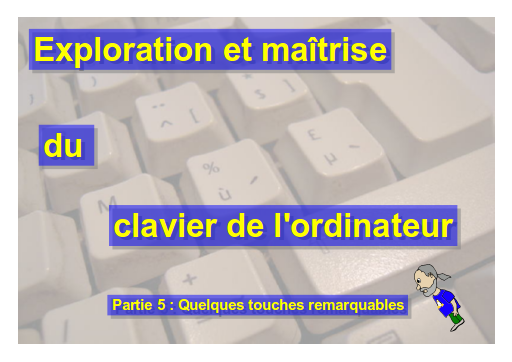 Exploration et maîtrise
du
¨
^ [
* ]
$
£
µ
%
ù
M
+
clavier de l'ordinateur
Partie 5 : Quelques touches remarquables